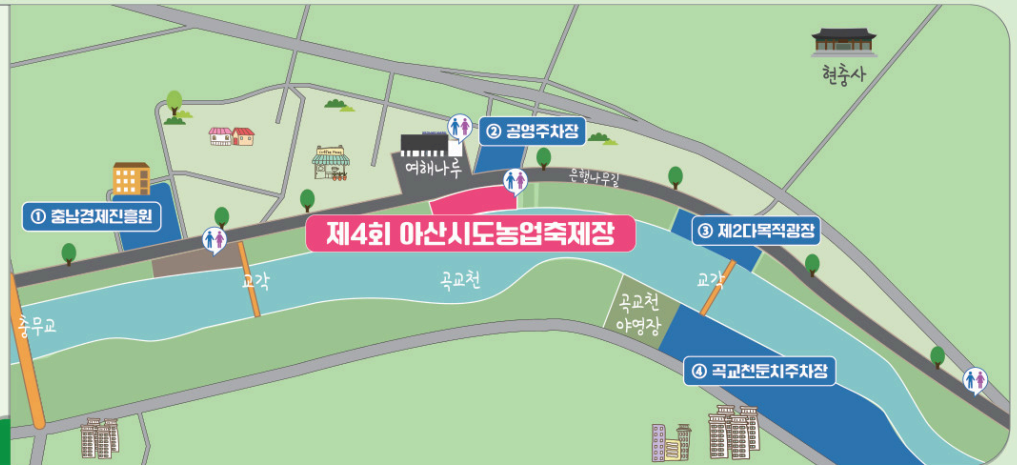 현충사
② 공영주차장
여해나루
은행나무길
① 충남경제진흥원
제4회 아산시도농업축제장
③ 제2다목적광장
교각
곡교천
교각
충무교
곡교천
야영장
④ 곡교천둔치주차장